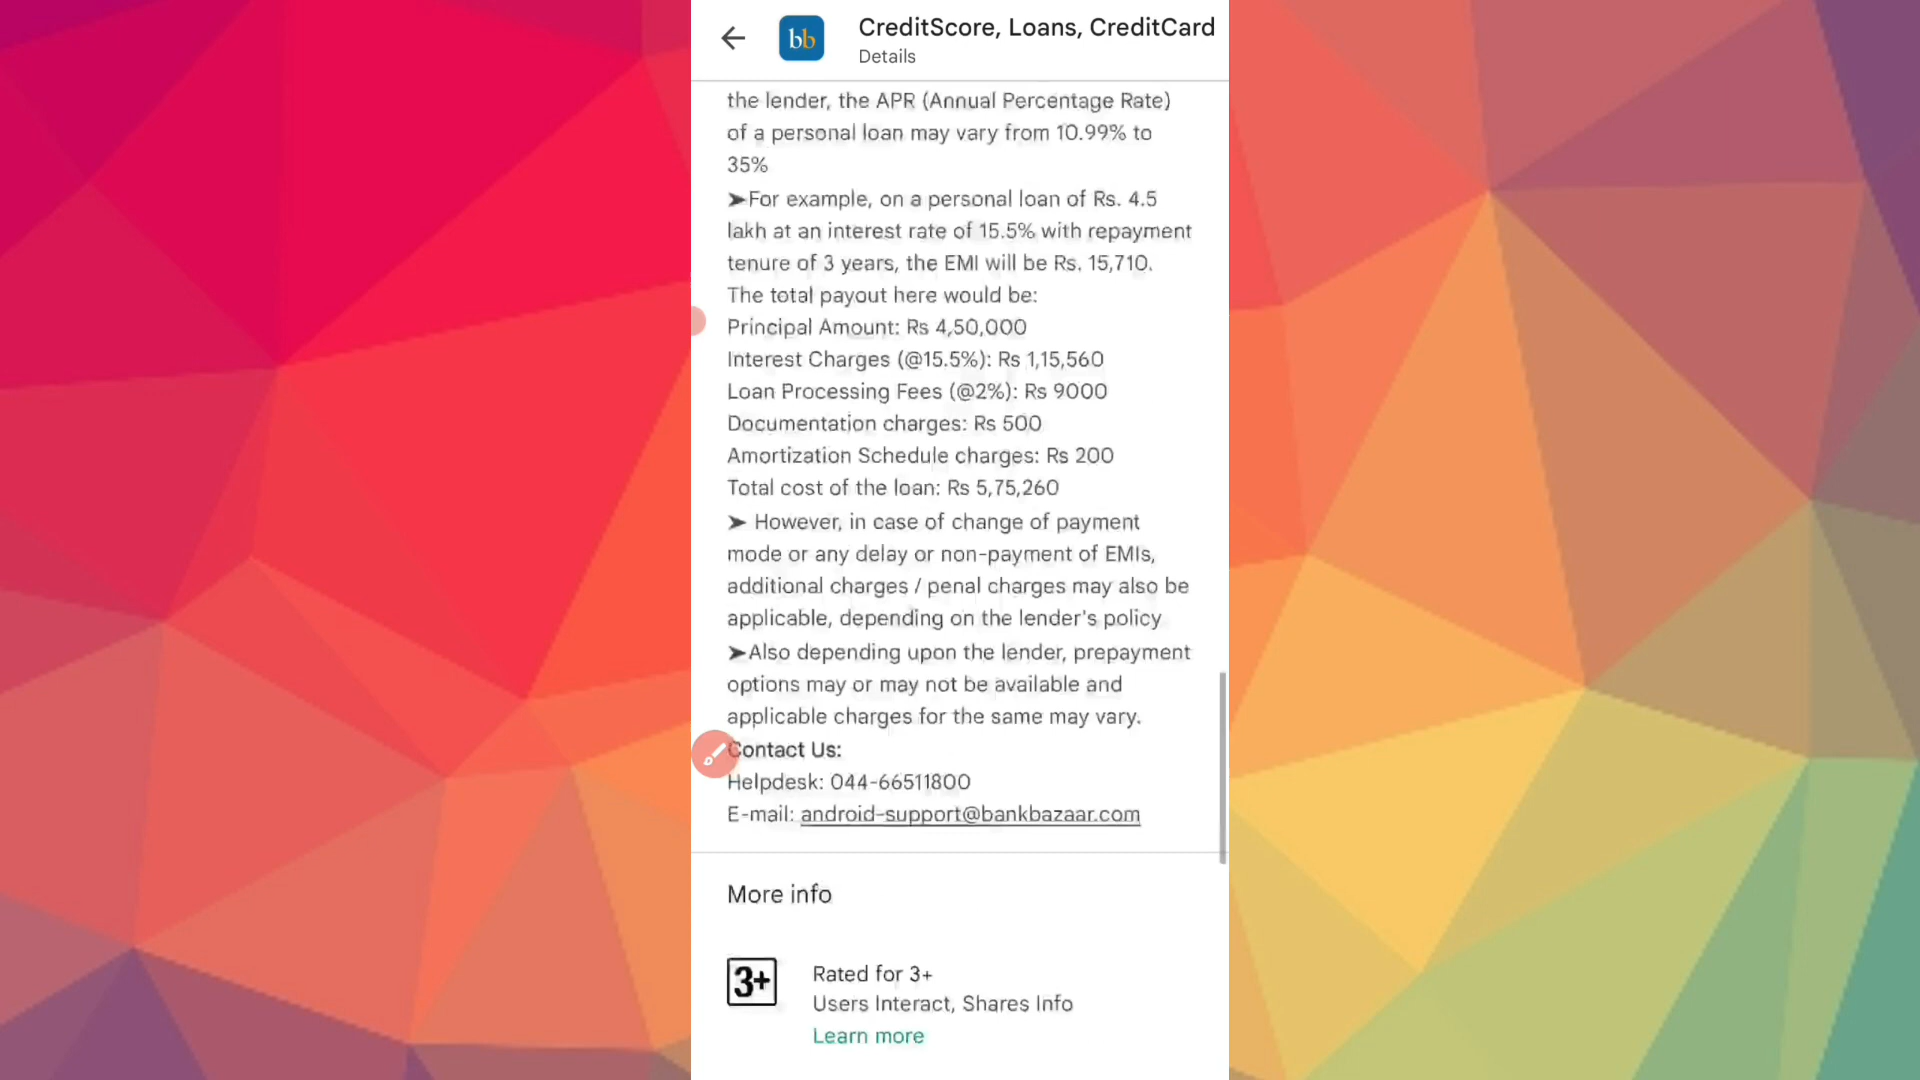 bb
CreditScore, Loans, CreditCard
Details
the lender, the APR (Annual Percentage Rate)
of a personal loan may vary from 10.99% to
35%
➤For example, on a personal loan of Rs. 4.5
lakh at an interest rate of 15.5% with repayment
tenure of 3 years, the EMI will be Rs. 15,710.
The total payout here would be:
Principal Amount: Rs 4,50,000
Interest Charges (@15.5%): Rs 1,15,560
Loan Processing Fees (@2%): Rs 9000
Documentation charges: Rs 500
Amortization Schedule charges: Rs 200
Total cost of the loan: Rs 5,75,260
➤ However, in case of change of payment
mode or any delay or non-payment of EMIs,
additional charges / penal charges may also be
applicable, depending on the lender's policy
➤Also depending upon the lender, prepayment
options may or may not be available and
applicable charges for the same may vary.
Contact Us:
Helpdesk: 044-66511800
E-mail: android-support@bankbazaar.com
More info
3+
Rated for 3+
Users Interact, Shares Info
Learn more